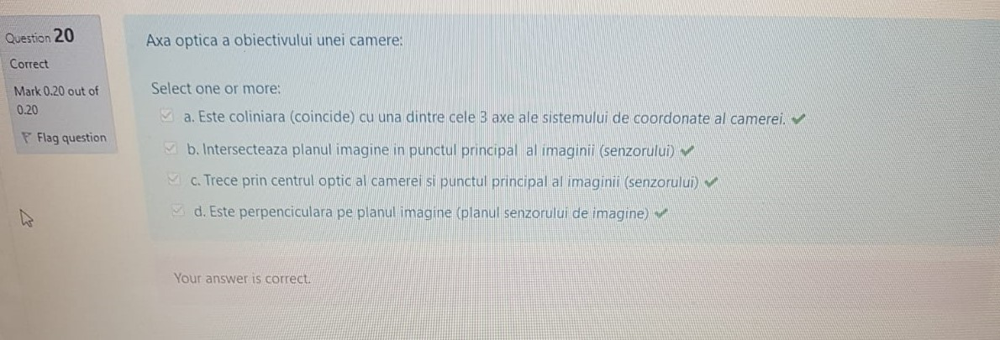 Question 20
Correct
Mark 0.20 out of
0.20
Flag question
Axa optica a obiectivului unei camere:
Select one or more:
a. Este coliniara (coincide) cu una dintre cele 3 axe ale sistemului de coordonate al camerei.
b. Intersecteaza planul imagine in punctul principal al imaginii (senzorului)
c. Trece prin centrul optic al camerei si punctul principal al imaginii (senzorului)
d. Este perpenciculara pe planul imagine (planul senzorului de imagine)
Your answer is correct.